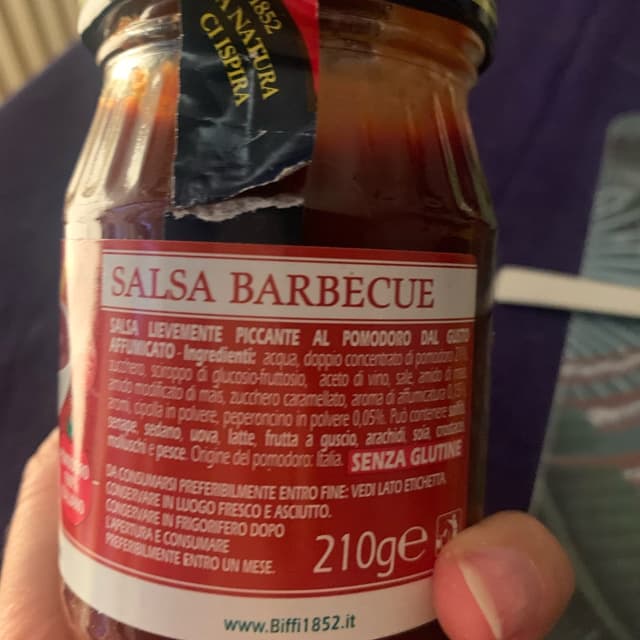 1852
A NATURA
CI ISPIRA
SALSA BARBECUE
SALSA LIEVEMENTE PICCANTE AL POMODORO DAL GUSTO
AFFUMICATO - Ingredienti: acqua, doppio concentrato di pomodoro
zucchero, sciroppo di glucosio-fruttosio, aceto di vino, sale, amido di
amido modificato di mais, zucchero caramellato, aroma di affumicatura
cipolla in polvere, peperoncino in polvere 0,05%. Può contenere
senape, sedano, uova, latte, frutta a guscio, arachidi, soia, crostacei
molluschi e pesce. Origine del pomodoro: Italia. SENZA GLUTINE
DA CONSUMARSI PREFERIBILMENTE ENTRO FINE: VEDI LATO ETICHETTA.
CONSERVARE IN LUOGO FRESCO E ASCIUTTO.
CONSERVARE IN FRIGORIFERO DOPO
L'APERTURA E CONSUMARE
PREFERIBILMENTE ENTRO UN MESE.
210g e
www.Biffi1852.it